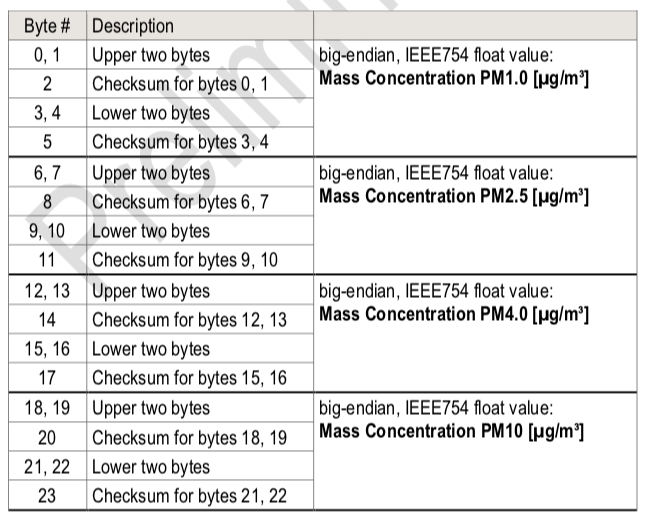 Byte # Description
0, 1 Upper two bytes big-endian, IEEE754 float value:
2 Checksum for bytes 0, 1 Mass Concentration PM1.0 [µg/m³]
3, 4 Lower two bytes
5 Checksum for bytes 3, 4
6, 7 Upper two bytes big-endian, IEEE754 float value:
8 Checksum for bytes 6, 7 Mass Concentration PM2.5 [µg/m³]
9, 10 Lower two bytes
11 Checksum for bytes 9, 10
12, 13 Upper two bytes big-endian, IEEE754 float value:
14 Checksum for bytes 12, 13 Mass Concentration PM4.0 [µg/m³]
15, 16 Lower two bytes
17 Checksum for bytes 15, 16
18, 19 Upper two bytes big-endian, IEEE754 float value:
20 Checksum for bytes 18, 19 Mass Concentration PM10 [µg/m³]
21, 22 Lower two bytes
23 Checksum for bytes 21, 22
Prelim